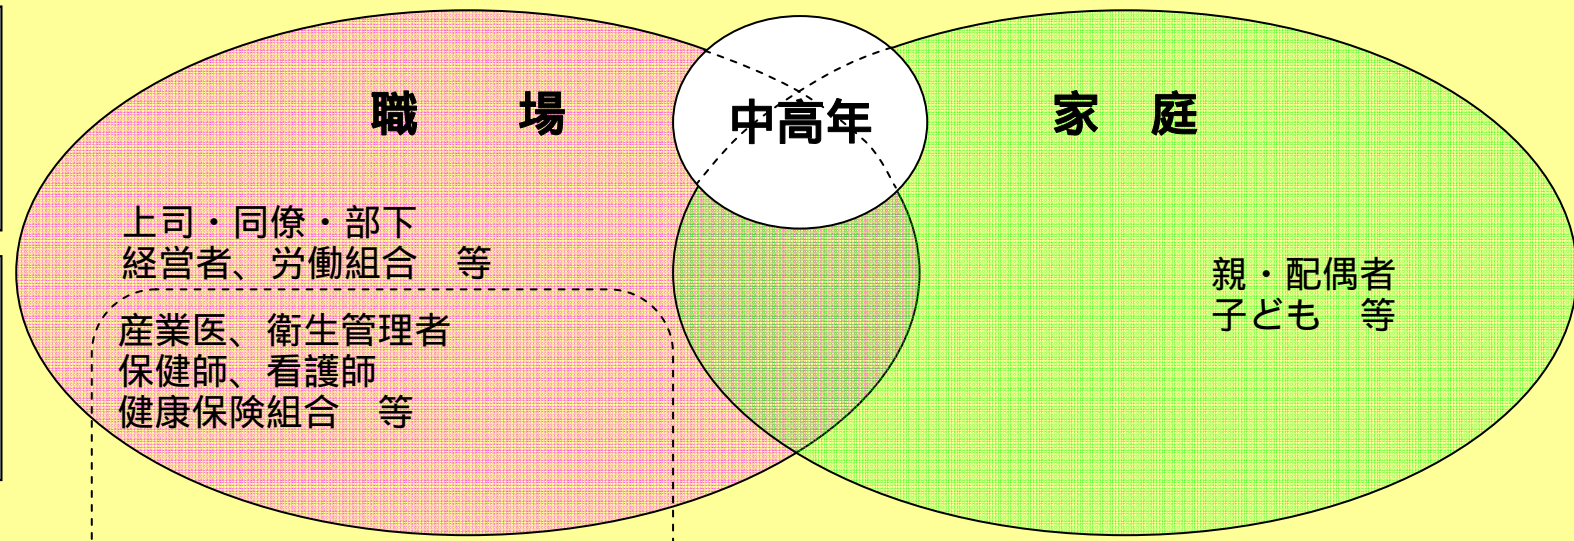 職　場
中高年
家　庭
上司・同僚・部下
経営者、労働組合　等
産業医、衛生管理者
保健師、看護師
健康保険組合　等
親・配偶者
子ども　等